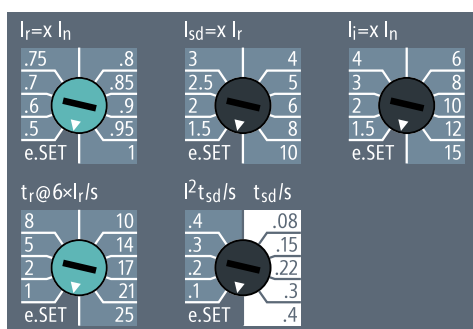 Ir=x In
.75 .8
.7 .85
.6 .9
.5 .95
e.SET 1
Isd=x Ir
3 4
2.5 5
2 6
1.5 8
e.SET 10
Ii=x In
4 6
3 8
2 10
1.5 12
e.SET 15
tr@6×Ir/s
8 10
5 14
2 17
1 21
e.SET 25
I²tsd/s tsd/s
.4 .08
.3 .15
.2 .22
.1 .3
e.SET .4